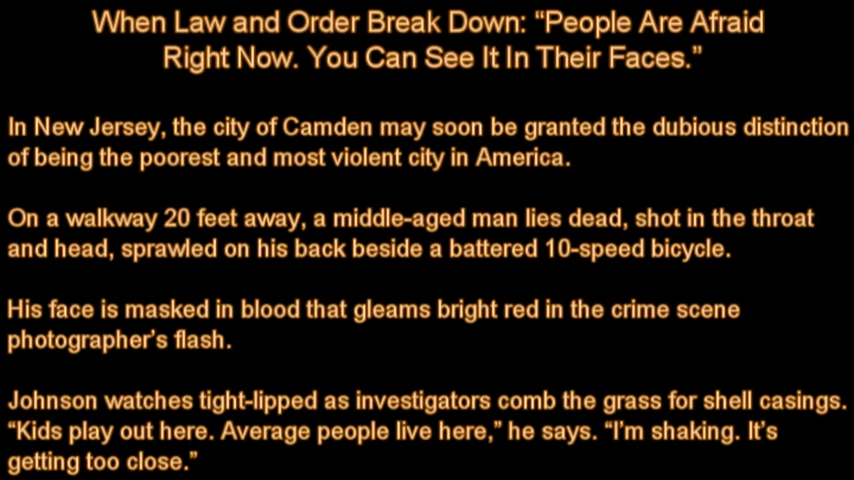 When Law and Order Break Down: “People Are Afraid
Right Now. You Can See It In Their Faces.”
In New Jersey, the city of Camden may soon be granted the dubious distinction
of being the poorest and most violent city in America.
On a walkway 20 feet away, a middle-aged man lies dead, shot in the throat
and head, sprawled on his back beside a battered 10-speed bicycle.
His face is masked in blood that gleams bright red in the crime scene
photographer’s flash.
Johnson watches tight-lipped as investigators comb the grass for shell casings.
“Kids play out here. Average people live here,” he says. “I’m shaking. It’s
getting too close.”